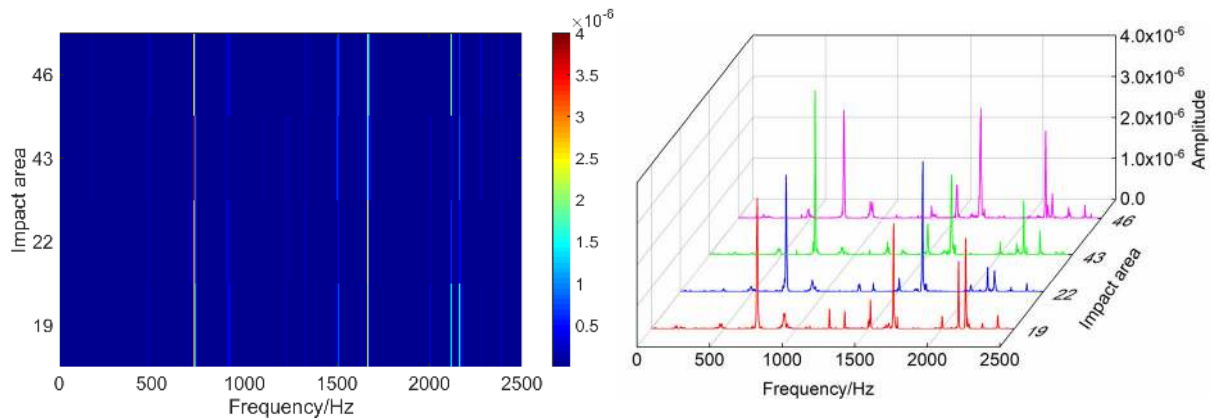 ×10⁻⁶
4
3.5
3
2.5
2
1.5
1
0.5
Impact area
46
43
22
19
0 500 1000 1500 2000 2500
Frequency/Hz
4.0x10⁻⁶
3.0x10⁻⁶
2.0x10⁻⁶
1.0x10⁻⁶
0.0
Amplitude
46
43
22
19
Impact area
0 500 1000 1500 2000 2500
Frequency/Hz